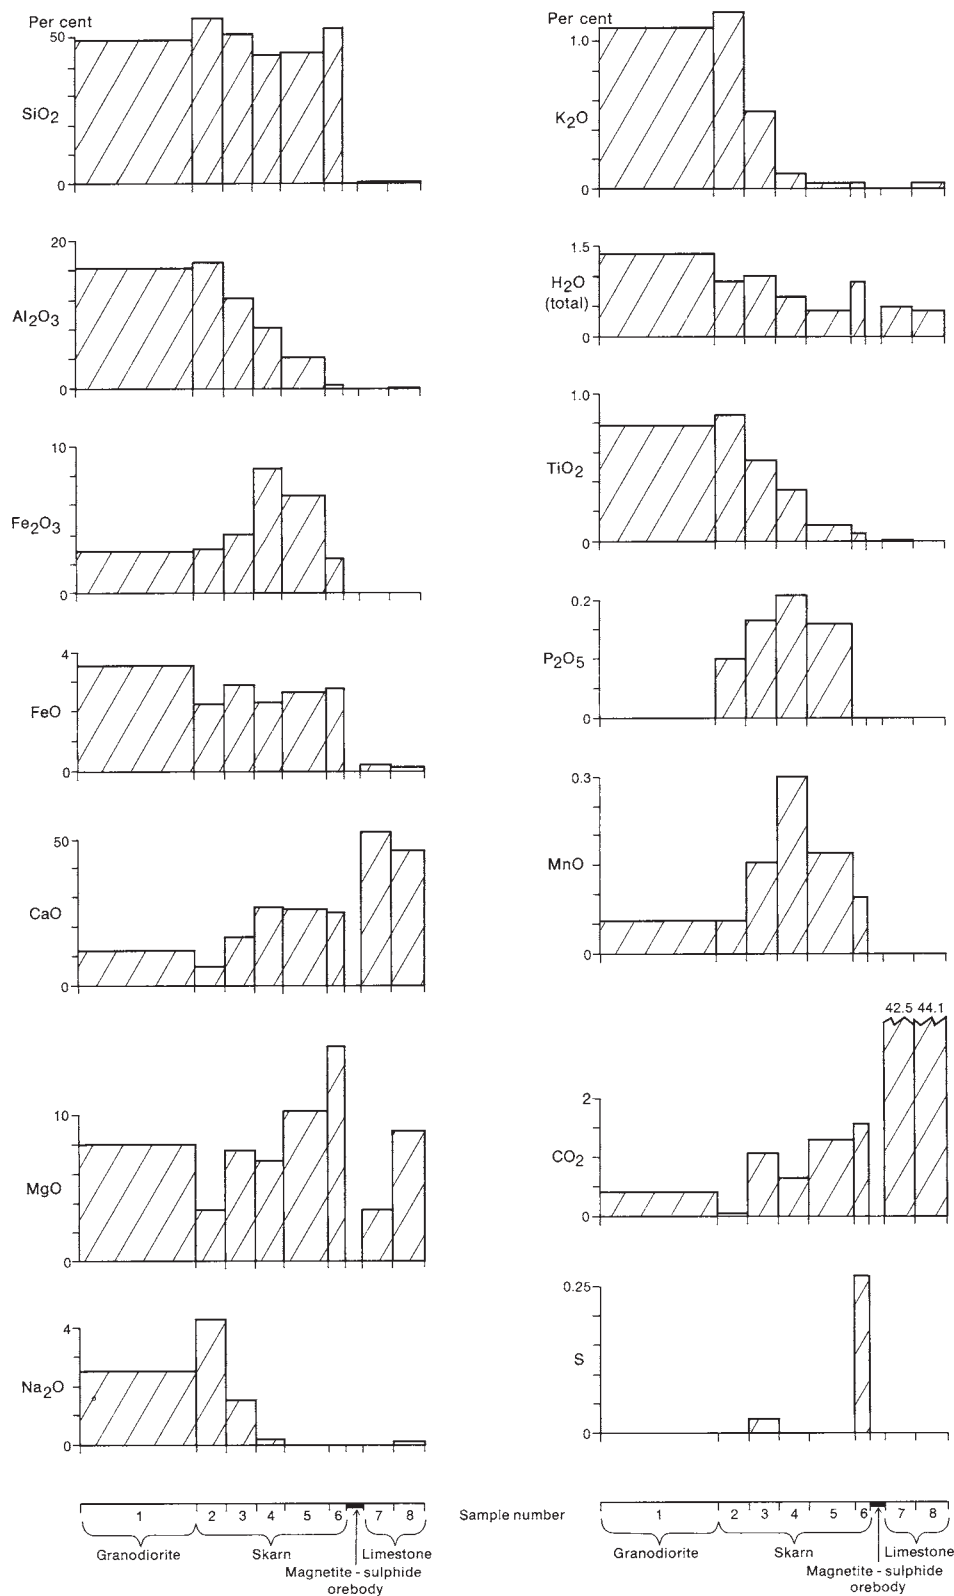 Per cent
50
SiO2
0
20
Al2O3
0
10
Fe2O3
0
4
FeO
0
50
CaO
0
10
MgO
0
4
Na2O
0
1 2 3 4 5 6 7 8
Granodiorite Skarn Limestone
Magnetite - sulphide
orebody
Sample number
Per cent
1.0
K2O
0
1.5
H2O
(total)
0
1.0
TiO2
0
0.2
P2O5
0
0.3
MnO
0
42.5 44.1
2
CO2
0
0.25
S
0
1 2 3 4 5 6 7 8
Granodiorite Skarn Limestone
Magnetite - sulphide
orebody